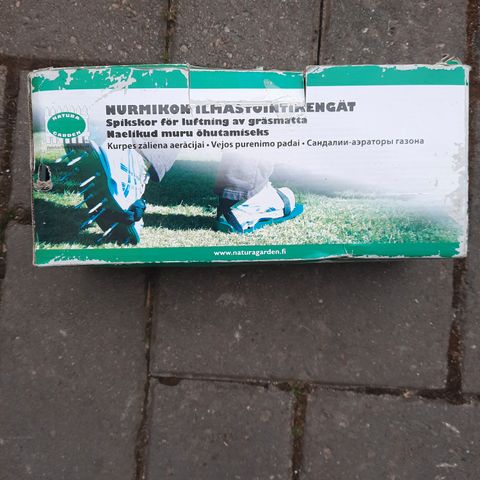 NATURA
GARDEN
NURMIKON ILMASTOINTIKENGÄT
Spikskor för luftning av gräsmatta
Naelikud muru õhutamiseks
Kurpes zāliena aerācijai • Vejos purenimo padai • Сандалии-аэраторы газона
www.naturagarden.fi